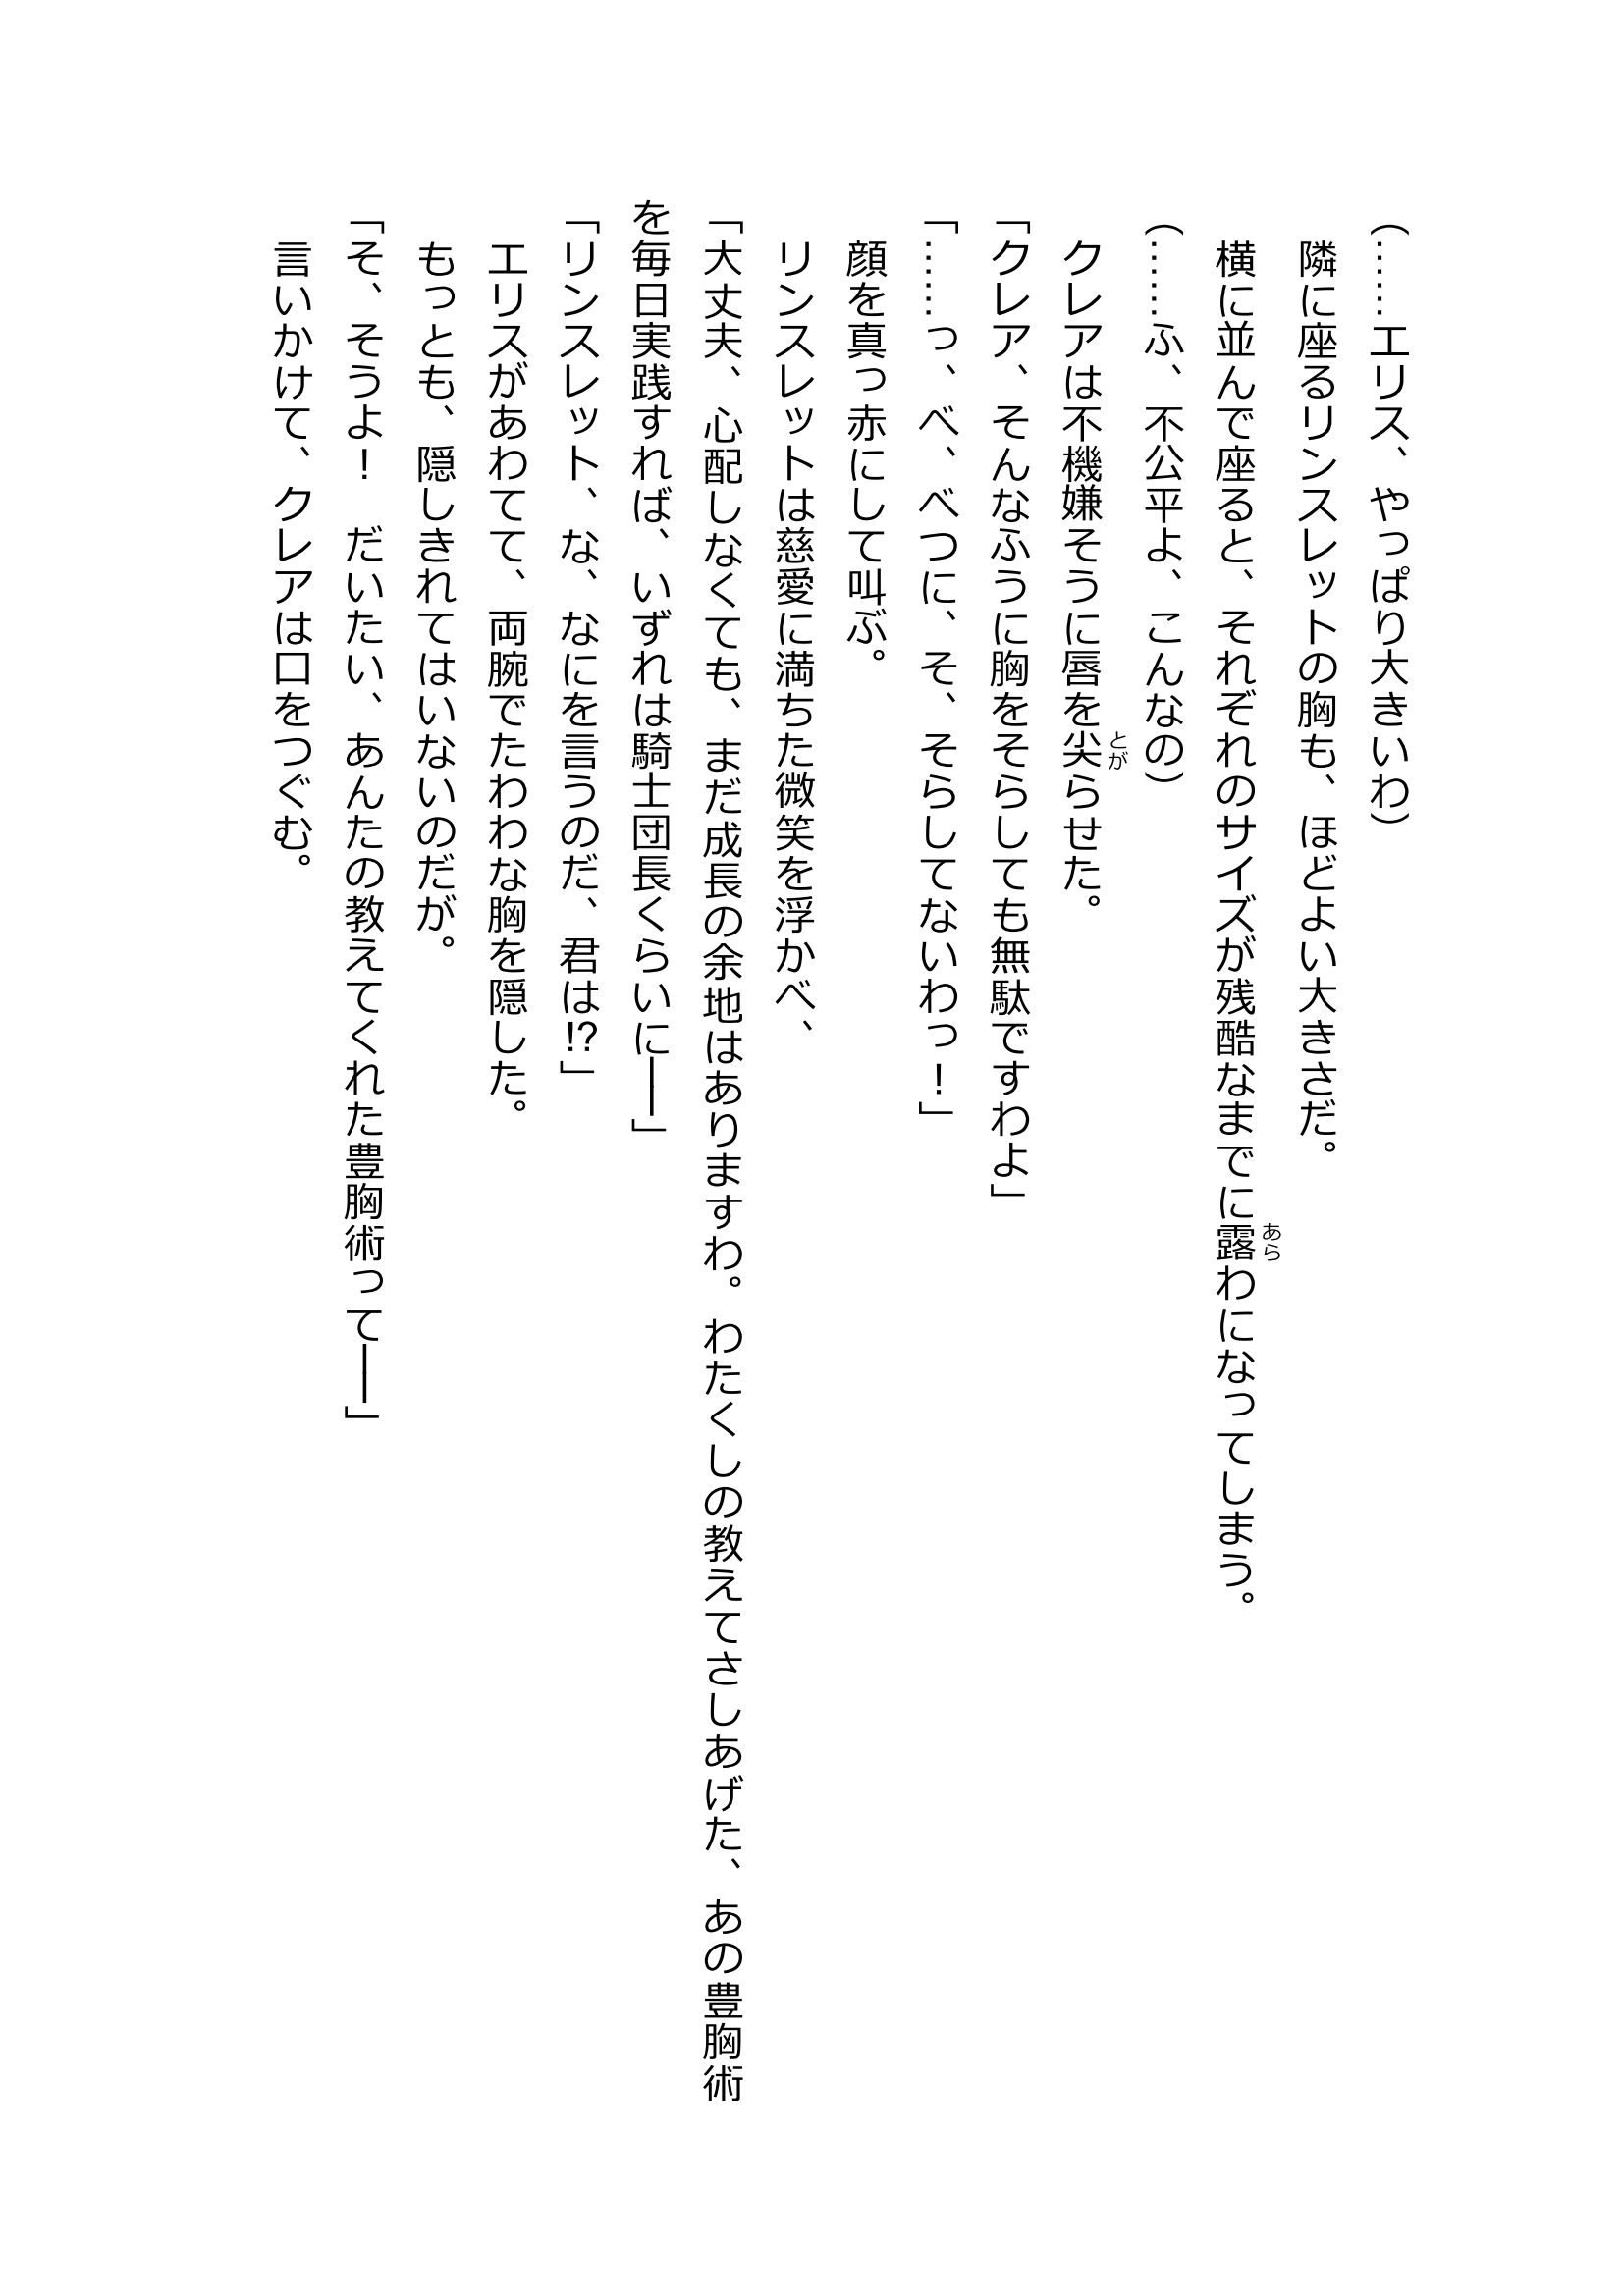 (……エリス、やっぱり大きいわ)
　隣に座るリンスレットの胸も、ほどよい大きさだ。
　横に並んで座ると、それぞれのサイズが残酷なまでに露わになってしまう。
あら
(……ふ、不公平よ、こんなの)
　クレアは不機嫌そうに唇を尖らせた。
とが
「クレア、そんなふうに胸をそらしても無駄ですわよ」
「……っ、べ、べつに、そ、そらしてないわっ！」
　顔を真っ赤にして叫ぶ。
　リンスレットは慈愛に満ちた微笑を浮かべ、
「大丈夫、心配しなくても、まだ成長の余地はありますわ。わたくしの教えてさしあげた、あの豊胸術
を毎日実践すれば、いずれは騎士団長くらいに――」
「リンスレット、な、なにを言うのだ、君は!?」
　エリスがあわてて、両腕でたわわな胸を隠した。
　もっとも、隠しきれてはいないのだが。
「そ、そうよ！　だいたい、あんたの教えてくれた豊胸術って――」
　言いかけて、クレアは口をつぐむ。